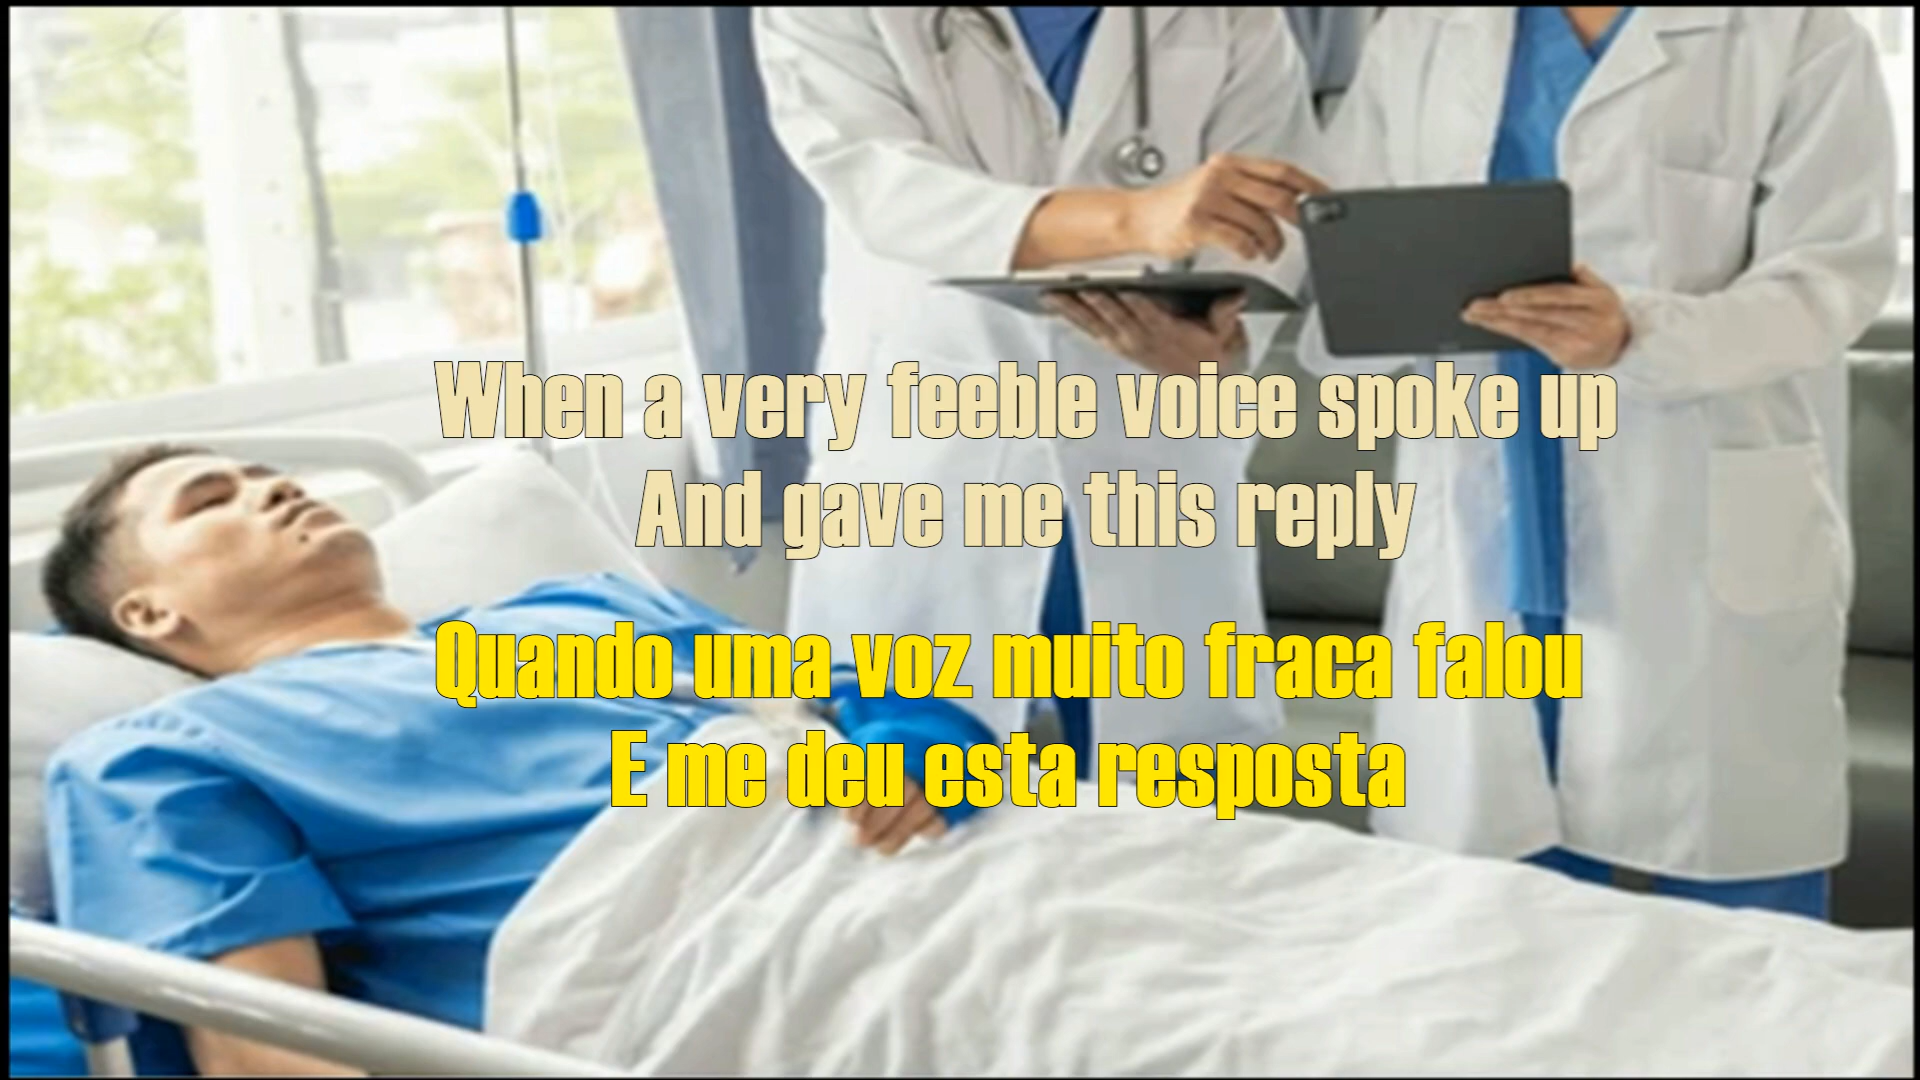 When a very feeble voice spoke up
And gave me this reply
Quando uma voz muito fraca falou
E me deu esta resposta